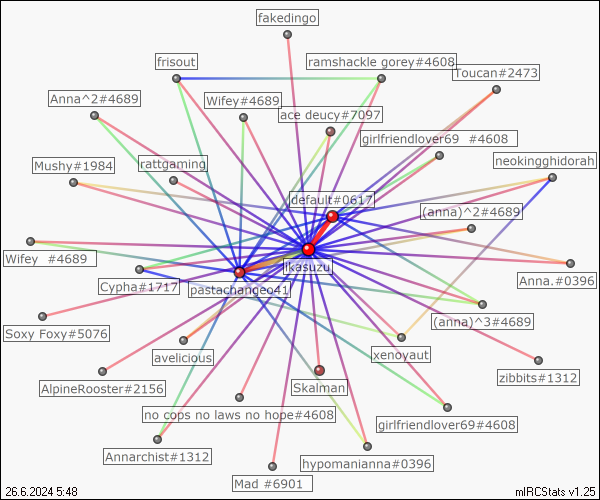 fakedingo
frisout
ramshackle gorey#4608
Toucan#2473
Anna^2#4689
Wifey#4689
ace deucy#7097
girlfriendlover69 #4608
Mushy#1984
rattgaming
neokingghidorah
default#0617
(anna)^2#4689
Wifey #4689
Ikasuzu
Cypha#1717
pastachangeo41
Anna.#0396
Soxy Foxy#5076
(anna)^3#4689
avelicious
xenoyaut
AlpineRooster#2156
Skalman
zibbits#1312
no cops no laws no hope#4608
girlfriendlover69#4608
Annarchist#1312
hypomanianna#0396
Mad #6901
26.6.2024 5:48
mIRCStats v1.25